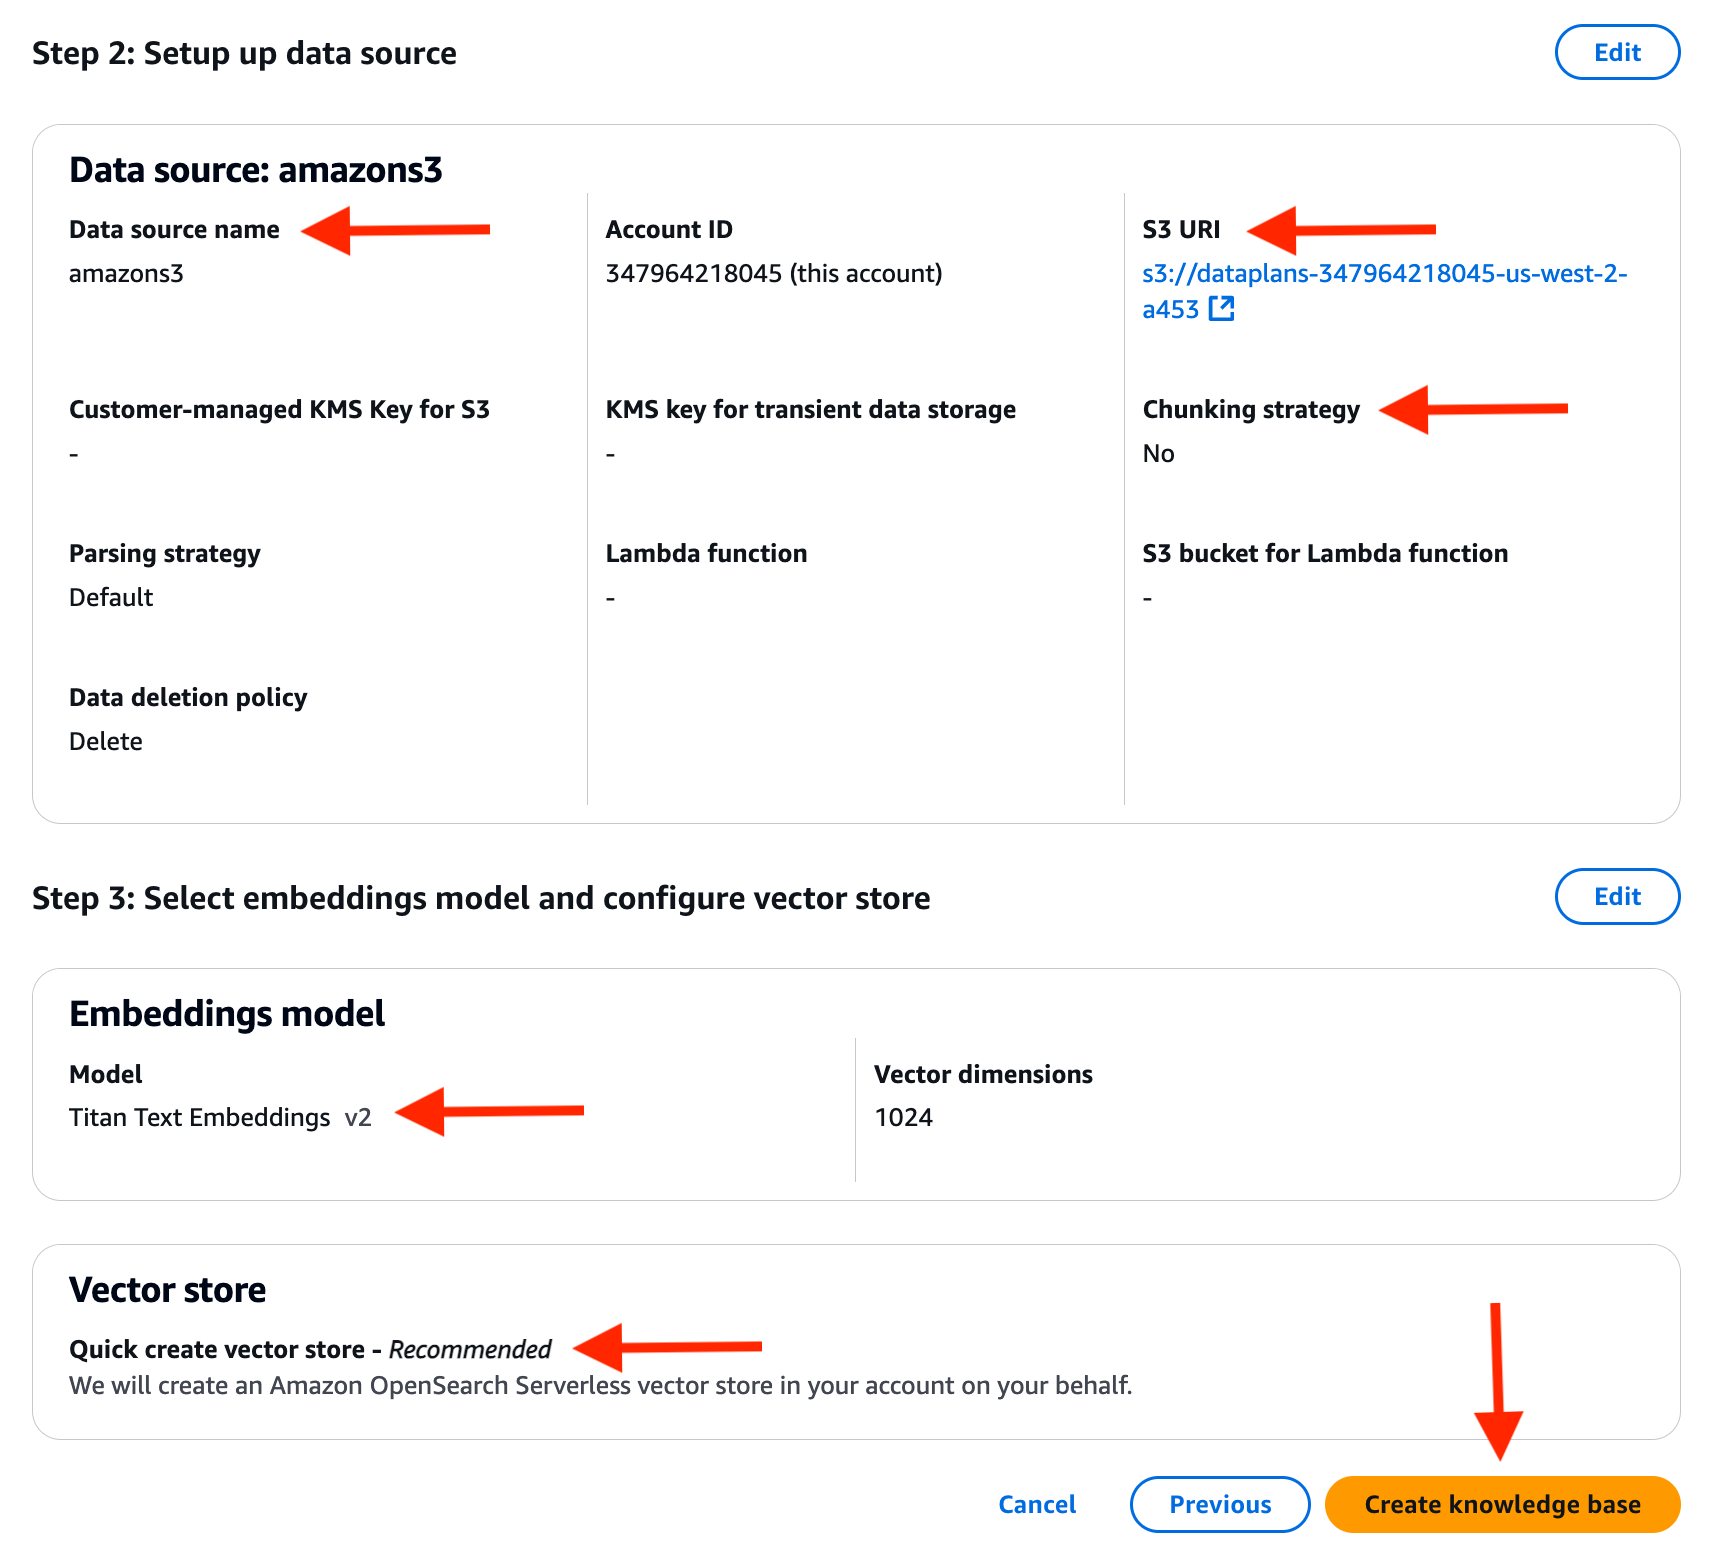 Step 2: Setup up data source
Edit
Data source: amazons3
Data source name
amazons3
Account ID
347964218045 (this account)
S3 URI
s3://dataplans-347964218045-us-west-2-
a453
Customer-managed KMS Key for S3
-
KMS key for transient data storage
-
Chunking strategy
No
Parsing strategy
Default
Lambda function
-
S3 bucket for Lambda function
-
Data deletion policy
Delete
Step 3: Select embeddings model and configure vector store
Edit
Embeddings model
Model
Titan Text Embeddings v2
Vector dimensions
1024
Vector store
Quick create vector store - Recommended
We will create an Amazon OpenSearch Serverless vector store in your account on your behalf.
Cancel
Previous
Create knowledge base